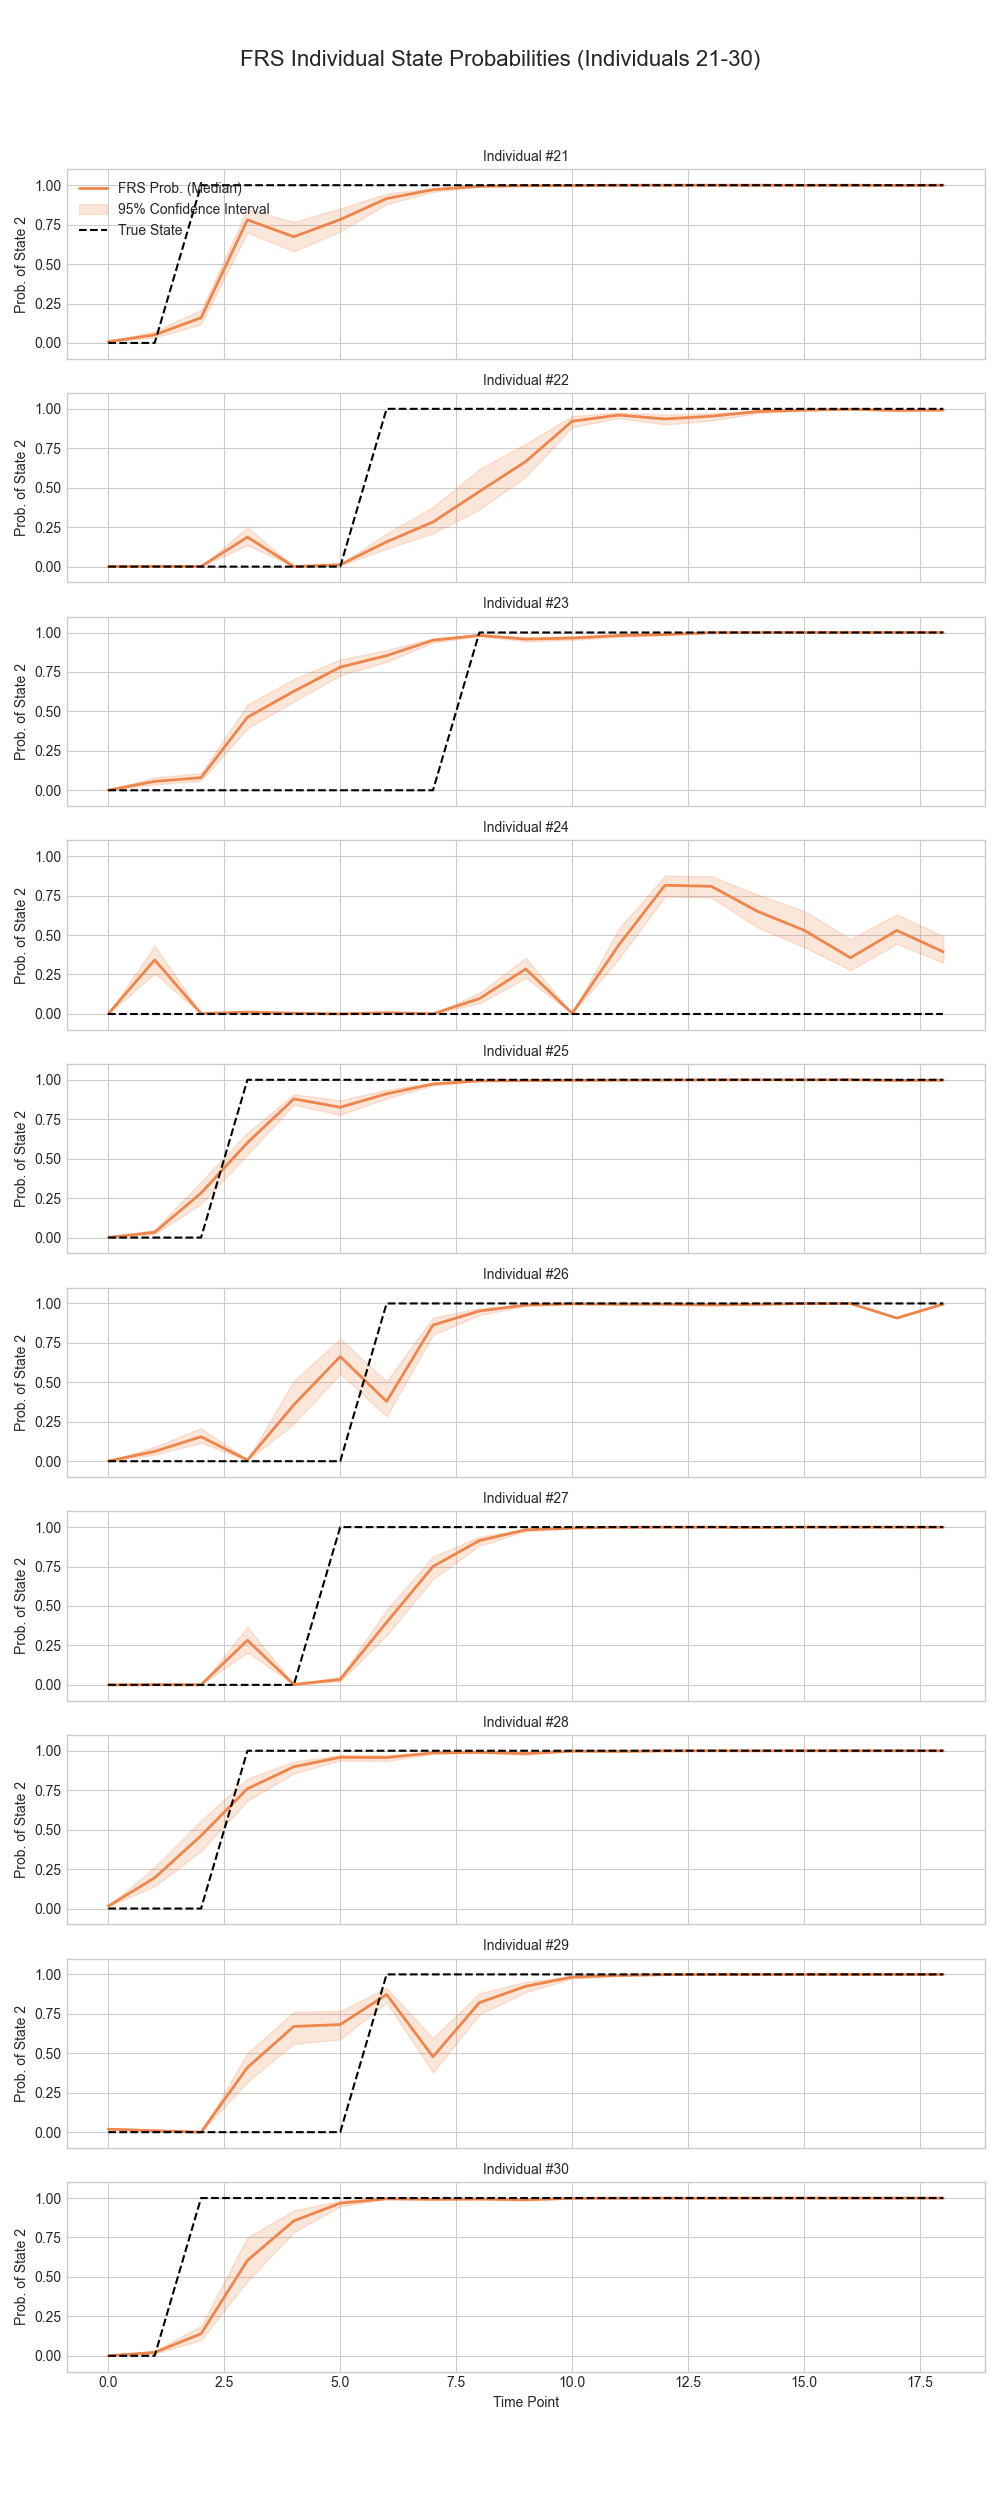 FRS Individual State Probabilities (Individuals 21-30)
Individual #21
Prob. of State 2
1.00
0.75
0.50
0.25
0.00
FRS Prob. (Median)
95% Confidence Interval
True State
Individual #22
Prob. of State 2
1.00
0.75
0.50
0.25
0.00
Individual #23
Prob. of State 2
1.00
0.75
0.50
0.25
0.00
Individual #24
Prob. of State 2
1.00
0.75
0.50
0.25
0.00
Individual #25
Prob. of State 2
1.00
0.75
0.50
0.25
0.00
Individual #26
Prob. of State 2
1.00
0.75
0.50
0.25
0.00
Individual #27
Prob. of State 2
1.00
0.75
0.50
0.25
0.00
Individual #28
Prob. of State 2
1.00
0.75
0.50
0.25
0.00
Individual #29
Prob. of State 2
1.00
0.75
0.50
0.25
0.00
Individual #30
Prob. of State 2
1.00
0.75
0.50
0.25
0.00
0.0 2.5 5.0 7.5 10.0 12.5 15.0 17.5
Time Point